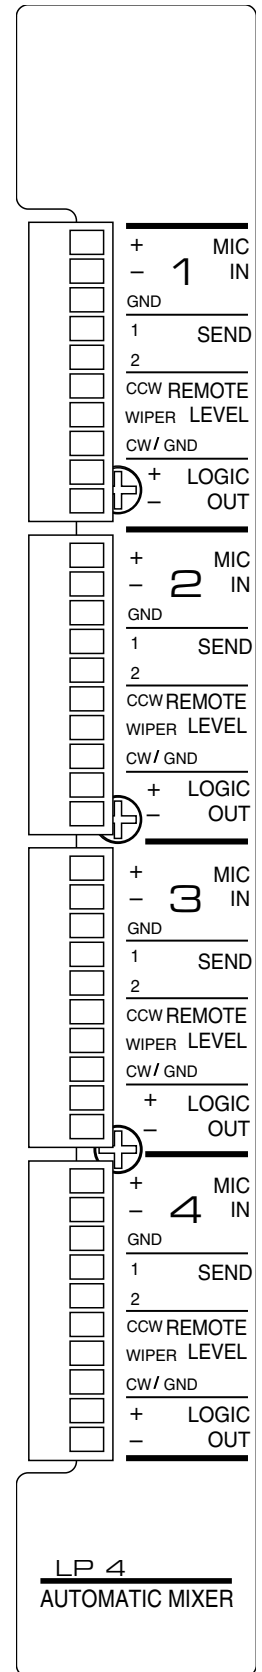 + MIC
– 1 IN
GND
1 SEND
2
CCW REMOTE
WIPER LEVEL
CW/GND
+ LOGIC
– OUT
+ MIC
– 2 IN
GND
1 SEND
2
CCW REMOTE
WIPER LEVEL
CW/GND
+ LOGIC
– OUT
+ MIC
– 3 IN
GND
1 SEND
2
CCW REMOTE
WIPER LEVEL
CW/GND
+ LOGIC
– OUT
+ MIC
– 4 IN
GND
1 SEND
2
CCW REMOTE
WIPER LEVEL
CW/GND
+ LOGIC
– OUT
LP 4
AUTOMATIC MIXER